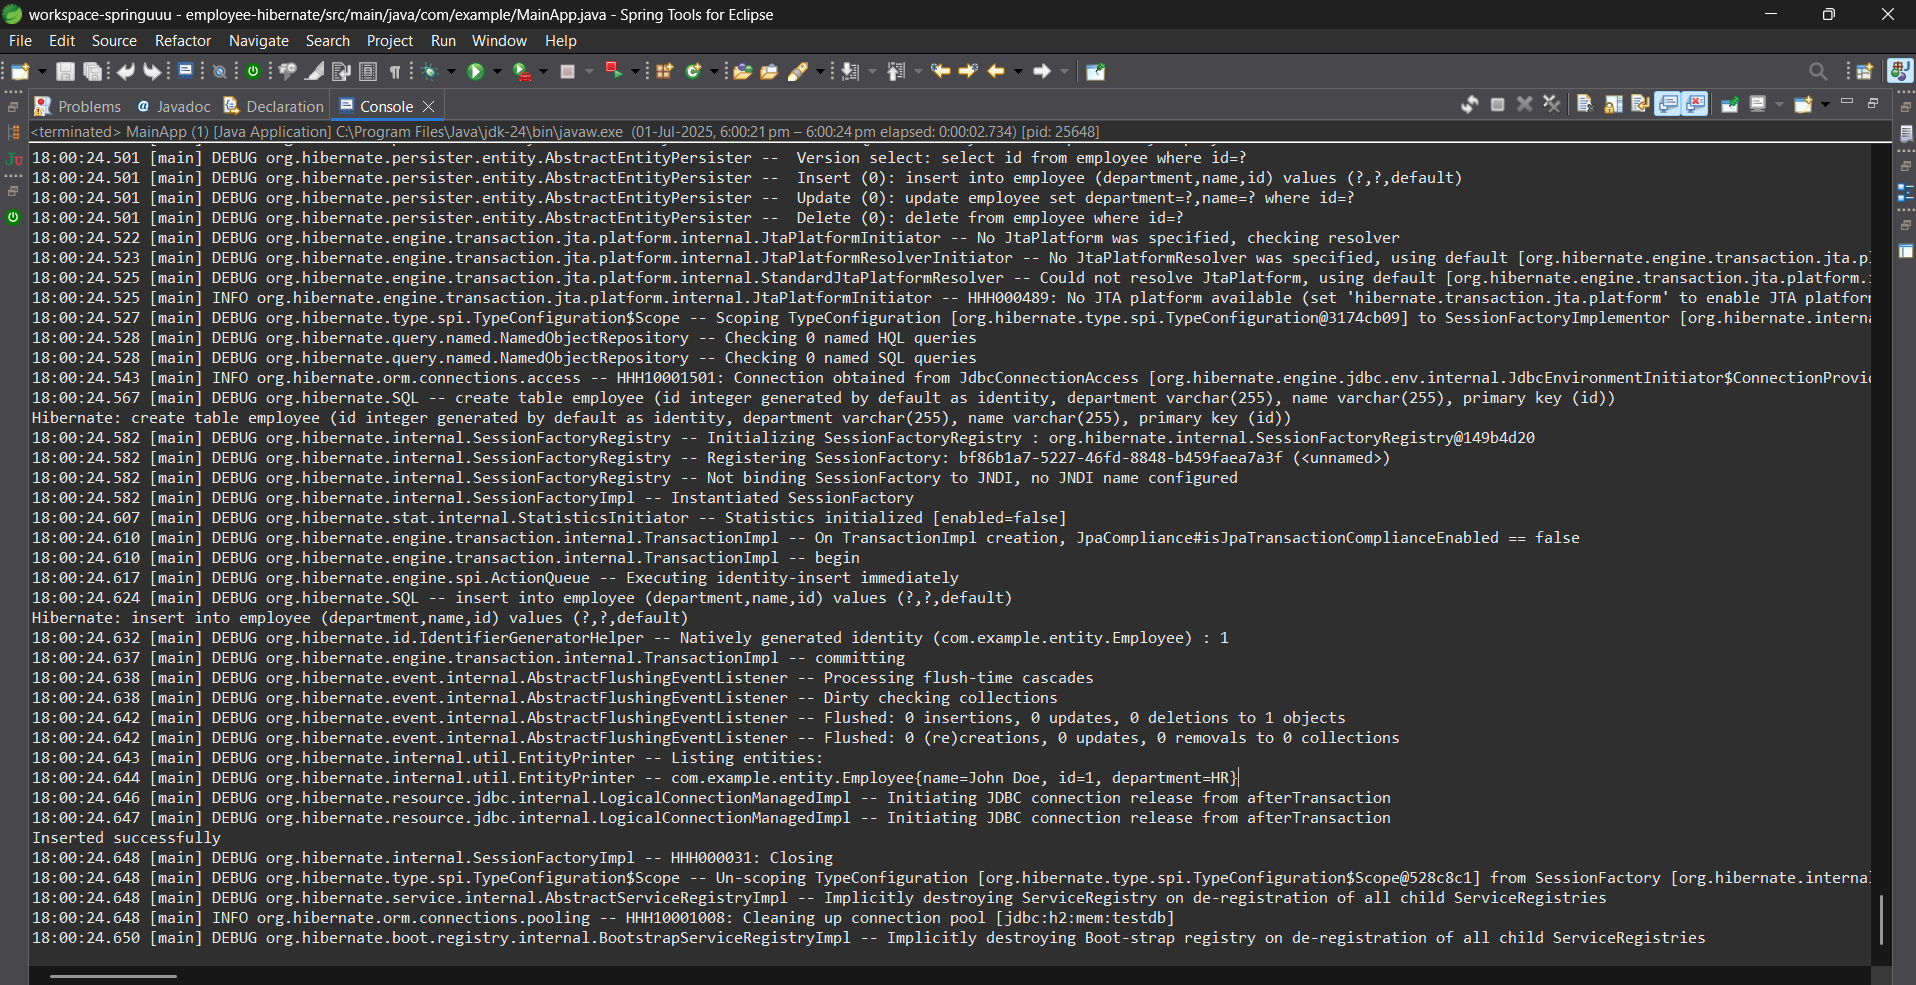 workspace-springuuu - employee-hibernate/src/main/java/com/example/MainApp.java - Spring Tools for Eclipse
File Edit Source Refactor Navigate Search Project Run Window Help
Problems @ Javadoc Declaration Console
<terminated> MainApp (1) [Java Application] C:\Program Files\Java\jdk-24\bin\javaw.exe (01-Jul-2025, 6:00:21 pm – 6:00:24 pm elapsed: 0:00:02.734) [pid: 25648]
18:00:24.501 [main] DEBUG org.hibernate.persister.entity.AbstractEntityPersister --  Version select: select id from employee where id=?
18:00:24.501 [main] DEBUG org.hibernate.persister.entity.AbstractEntityPersister --  Insert (0): insert into employee (department,name,id) values (?,?,default)
18:00:24.501 [main] DEBUG org.hibernate.persister.entity.AbstractEntityPersister --  Update (0): update employee set department=?,name=? where id=?
18:00:24.501 [main] DEBUG org.hibernate.persister.entity.AbstractEntityPersister --  Delete (0): delete from employee where id=?
18:00:24.522 [main] DEBUG org.hibernate.engine.transaction.jta.platform.internal.JtaPlatformInitiator -- No JtaPlatform was specified, checking resolver
18:00:24.523 [main] DEBUG org.hibernate.engine.transaction.jta.platform.internal.JtaPlatformResolverInitiator -- No JtaPlatformResolver was specified, using default [org.hibernate.engine.transaction.jta.pl
18:00:24.525 [main] DEBUG org.hibernate.engine.transaction.jta.platform.internal.StandardJtaPlatformResolver -- Could not resolve JtaPlatform, using default [org.hibernate.engine.transaction.jta.platform.
18:00:24.525 [main] INFO org.hibernate.engine.transaction.jta.platform.internal.JtaPlatformInitiator -- HHH000489: No JTA platform available (set 'hibernate.transaction.jta.platform' to enable JTA platfor
18:00:24.527 [main] DEBUG org.hibernate.type.spi.TypeConfiguration$Scope -- Scoping TypeConfiguration [org.hibernate.type.spi.TypeConfiguration@3174cb09] to SessionFactoryImplementor [org.hibernate.intern
18:00:24.528 [main] DEBUG org.hibernate.query.named.NamedObjectRepository -- Checking 0 named HQL queries
18:00:24.528 [main] DEBUG org.hibernate.query.named.NamedObjectRepository -- Checking 0 named SQL queries
18:00:24.543 [main] INFO org.hibernate.orm.connections.access -- HHH10001501: Connection obtained from JdbcConnectionAccess [org.hibernate.engine.jdbc.env.internal.JdbcEnvironmentInitiator$ConnectionProvi
18:00:24.567 [main] DEBUG org.hibernate.SQL -- create table employee (id integer generated by default as identity, department varchar(255), name varchar(255), primary key (id))
Hibernate: create table employee (id integer generated by default as identity, department varchar(255), name varchar(255), primary key (id))
18:00:24.582 [main] DEBUG org.hibernate.internal.SessionFactoryRegistry -- Initializing SessionFactoryRegistry : org.hibernate.internal.SessionFactoryRegistry@149b4d20
18:00:24.582 [main] DEBUG org.hibernate.internal.SessionFactoryRegistry -- Registering SessionFactory: bf86b1a7-5227-46fd-8848-b459faea7a3f (<unnamed>)
18:00:24.582 [main] DEBUG org.hibernate.internal.SessionFactoryRegistry -- Not binding SessionFactory to JNDI, no JNDI name configured
18:00:24.582 [main] DEBUG org.hibernate.internal.SessionFactoryImpl -- Instantiated SessionFactory
18:00:24.607 [main] DEBUG org.hibernate.stat.internal.StatisticsInitiator -- Statistics initialized [enabled=false]
18:00:24.610 [main] DEBUG org.hibernate.engine.transaction.internal.TransactionImpl -- On TransactionImpl creation, JpaCompliance#isJpaTransactionComplianceEnabled == false
18:00:24.610 [main] DEBUG org.hibernate.engine.transaction.internal.TransactionImpl -- begin
18:00:24.617 [main] DEBUG org.hibernate.engine.spi.ActionQueue -- Executing identity-insert immediately
18:00:24.624 [main] DEBUG org.hibernate.SQL -- insert into employee (department,name,id) values (?,?,default)
Hibernate: insert into employee (department,name,id) values (?,?,default)
18:00:24.632 [main] DEBUG org.hibernate.id.IdentifierGeneratorHelper -- Natively generated identity (com.example.entity.Employee) : 1
18:00:24.637 [main] DEBUG org.hibernate.engine.transaction.internal.TransactionImpl -- committing
18:00:24.638 [main] DEBUG org.hibernate.event.internal.AbstractFlushingEventListener -- Processing flush-time cascades
18:00:24.638 [main] DEBUG org.hibernate.event.internal.AbstractFlushingEventListener -- Dirty checking collections
18:00:24.642 [main] DEBUG org.hibernate.event.internal.AbstractFlushingEventListener -- Flushed: 0 insertions, 0 updates, 0 deletions to 1 objects
18:00:24.642 [main] DEBUG org.hibernate.event.internal.AbstractFlushingEventListener -- Flushed: 0 (re)creations, 0 updates, 0 removals to 0 collections
18:00:24.643 [main] DEBUG org.hibernate.internal.util.EntityPrinter -- Listing entities:
18:00:24.644 [main] DEBUG org.hibernate.internal.util.EntityPrinter -- com.example.entity.Employee{name=John Doe, id=1, department=HR}
18:00:24.646 [main] DEBUG org.hibernate.resource.jdbc.internal.LogicalConnectionManagedImpl -- Initiating JDBC connection release from afterTransaction
18:00:24.647 [main] DEBUG org.hibernate.resource.jdbc.internal.LogicalConnectionManagedImpl -- Initiating JDBC connection release from afterTransaction
Inserted successfully
18:00:24.648 [main] DEBUG org.hibernate.internal.SessionFactoryImpl -- HHH000031: Closing
18:00:24.648 [main] DEBUG org.hibernate.type.spi.TypeConfiguration$Scope -- Un-scoping TypeConfiguration [org.hibernate.type.spi.TypeConfiguration$Scope@528c8c1] from SessionFactory [org.hibernate.interna
18:00:24.648 [main] DEBUG org.hibernate.service.internal.AbstractServiceRegistryImpl -- Implicitly destroying ServiceRegistry on de-registration of all child ServiceRegistries
18:00:24.648 [main] INFO org.hibernate.orm.connections.pooling -- HHH10001008: Cleaning up connection pool [jdbc:h2:mem:testdb]
18:00:24.650 [main] DEBUG org.hibernate.boot.registry.internal.BootstrapServiceRegistryImpl -- Implicitly destroying Boot-strap registry on de-registration of all child ServiceRegistries